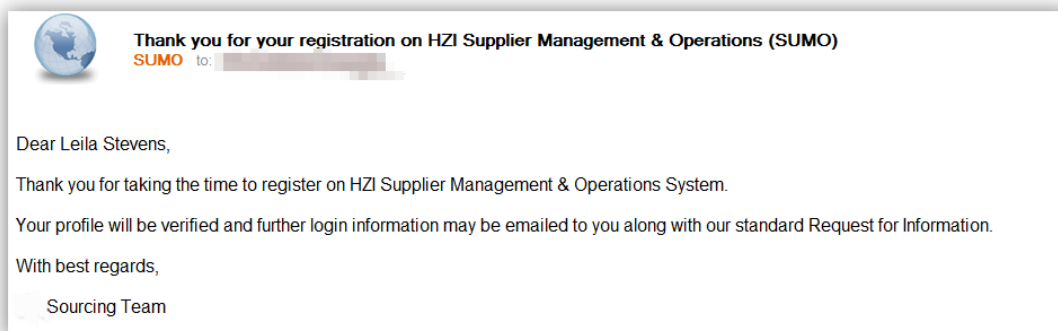 Thank you for your registration on HZI Supplier Management & Operations (SUMO)
SUMO to:
Dear Leila Stevens,
Thank you for taking the time to register on HZI Supplier Management & Operations System.
Your profile will be verified and further login information may be emailed to you along with our standard Request for Information.
With best regards,
Sourcing Team